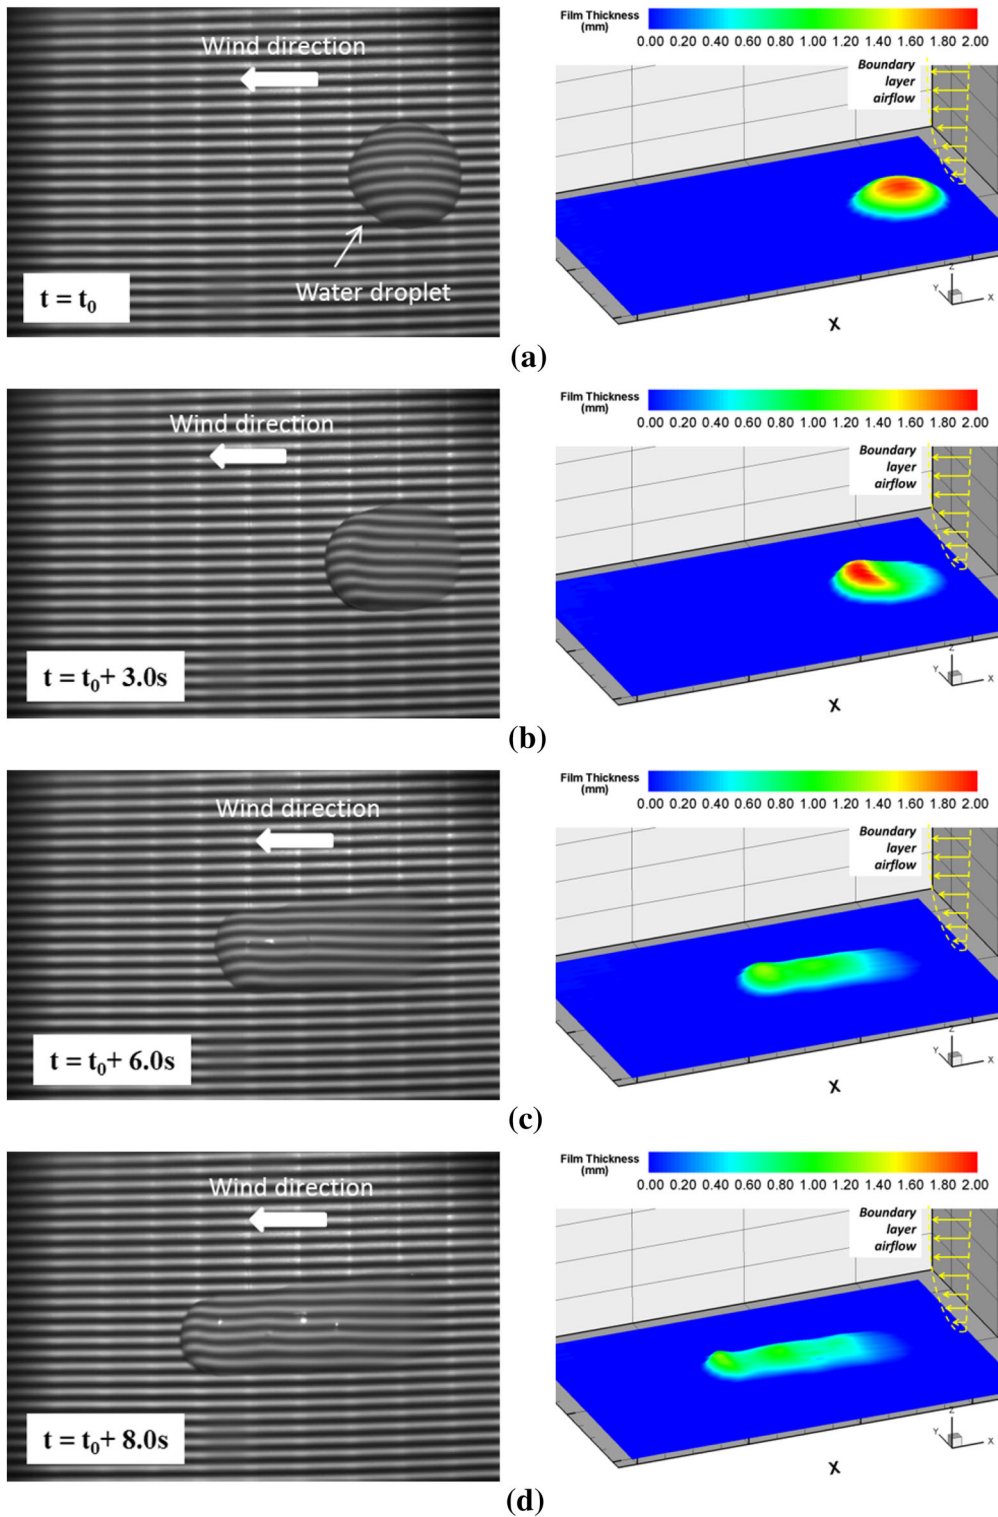 Wind direction
Water droplet
t = t0
Film Thickness
(mm)
0.00 0.20 0.40 0.60 0.80 1.00 1.20 1.40 1.60 1.80 2.00
Boundary
layer
airflow
Z
Y
X
X
(a)
Wind direction
t = t0+ 3.0s
Film Thickness
(mm)
0.00 0.20 0.40 0.60 0.80 1.00 1.20 1.40 1.60 1.80 2.00
Boundary
layer
airflow
Z
Y
X
X
(b)
Wind direction
t = t0+ 6.0s
Film Thickness
(mm)
0.00 0.20 0.40 0.60 0.80 1.00 1.20 1.40 1.60 1.80 2.00
Boundary
layer
airflow
Z
Y
X
X
(c)
Wind direction
t = t0+ 8.0s
Film Thickness
(mm)
0.00 0.20 0.40 0.60 0.80 1.00 1.20 1.40 1.60 1.80 2.00
Boundary
layer
airflow
Z
Y
X
X
(d)